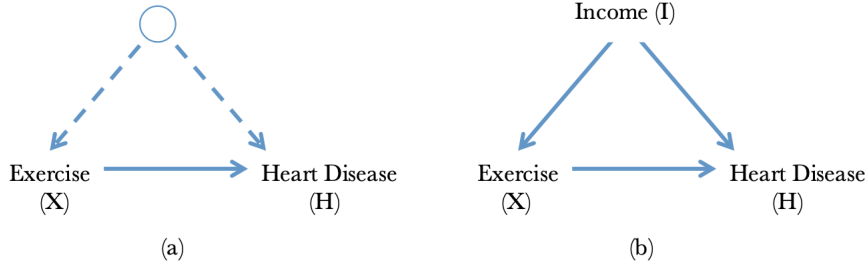 Income (I)
Exercise
(X)
Heart Disease
(H)
Exercise
(X)
Heart Disease
(H)
(a)
(b)